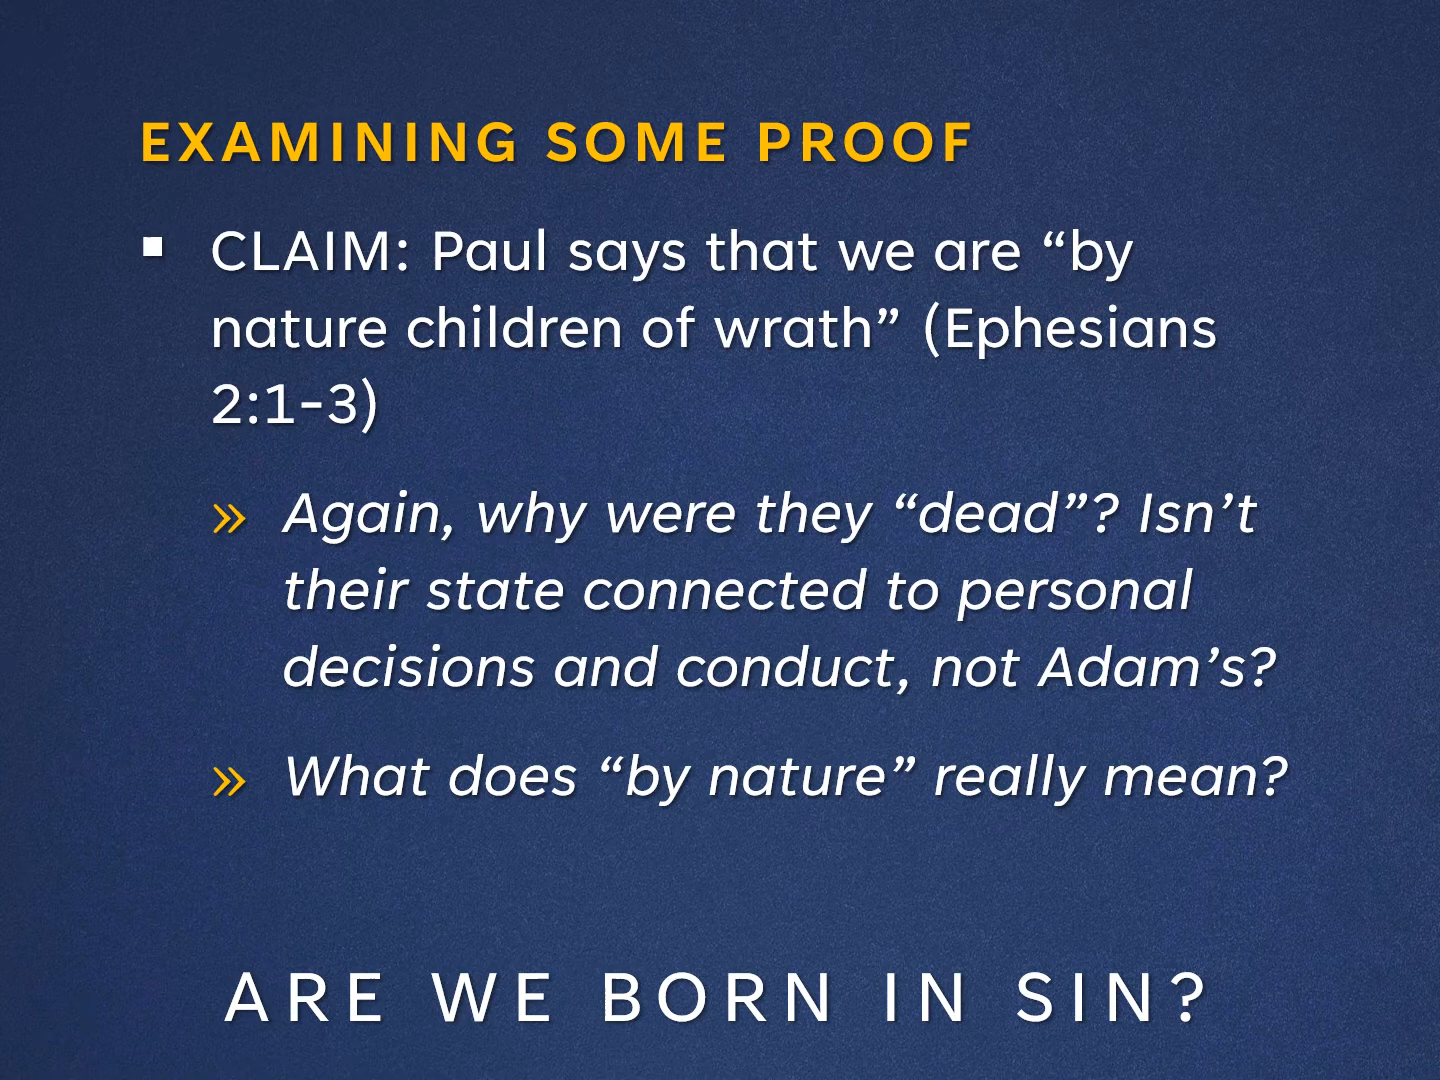 EXAMINING SOME PROOF
▪ CLAIM: Paul says that we are “by
nature children of wrath” (Ephesians
2:1-3)
» Again, why were they “dead”? Isn’t
their state connected to personal
decisions and conduct, not Adam’s?
» What does “by nature” really mean?
ARE WE BORN IN SIN?